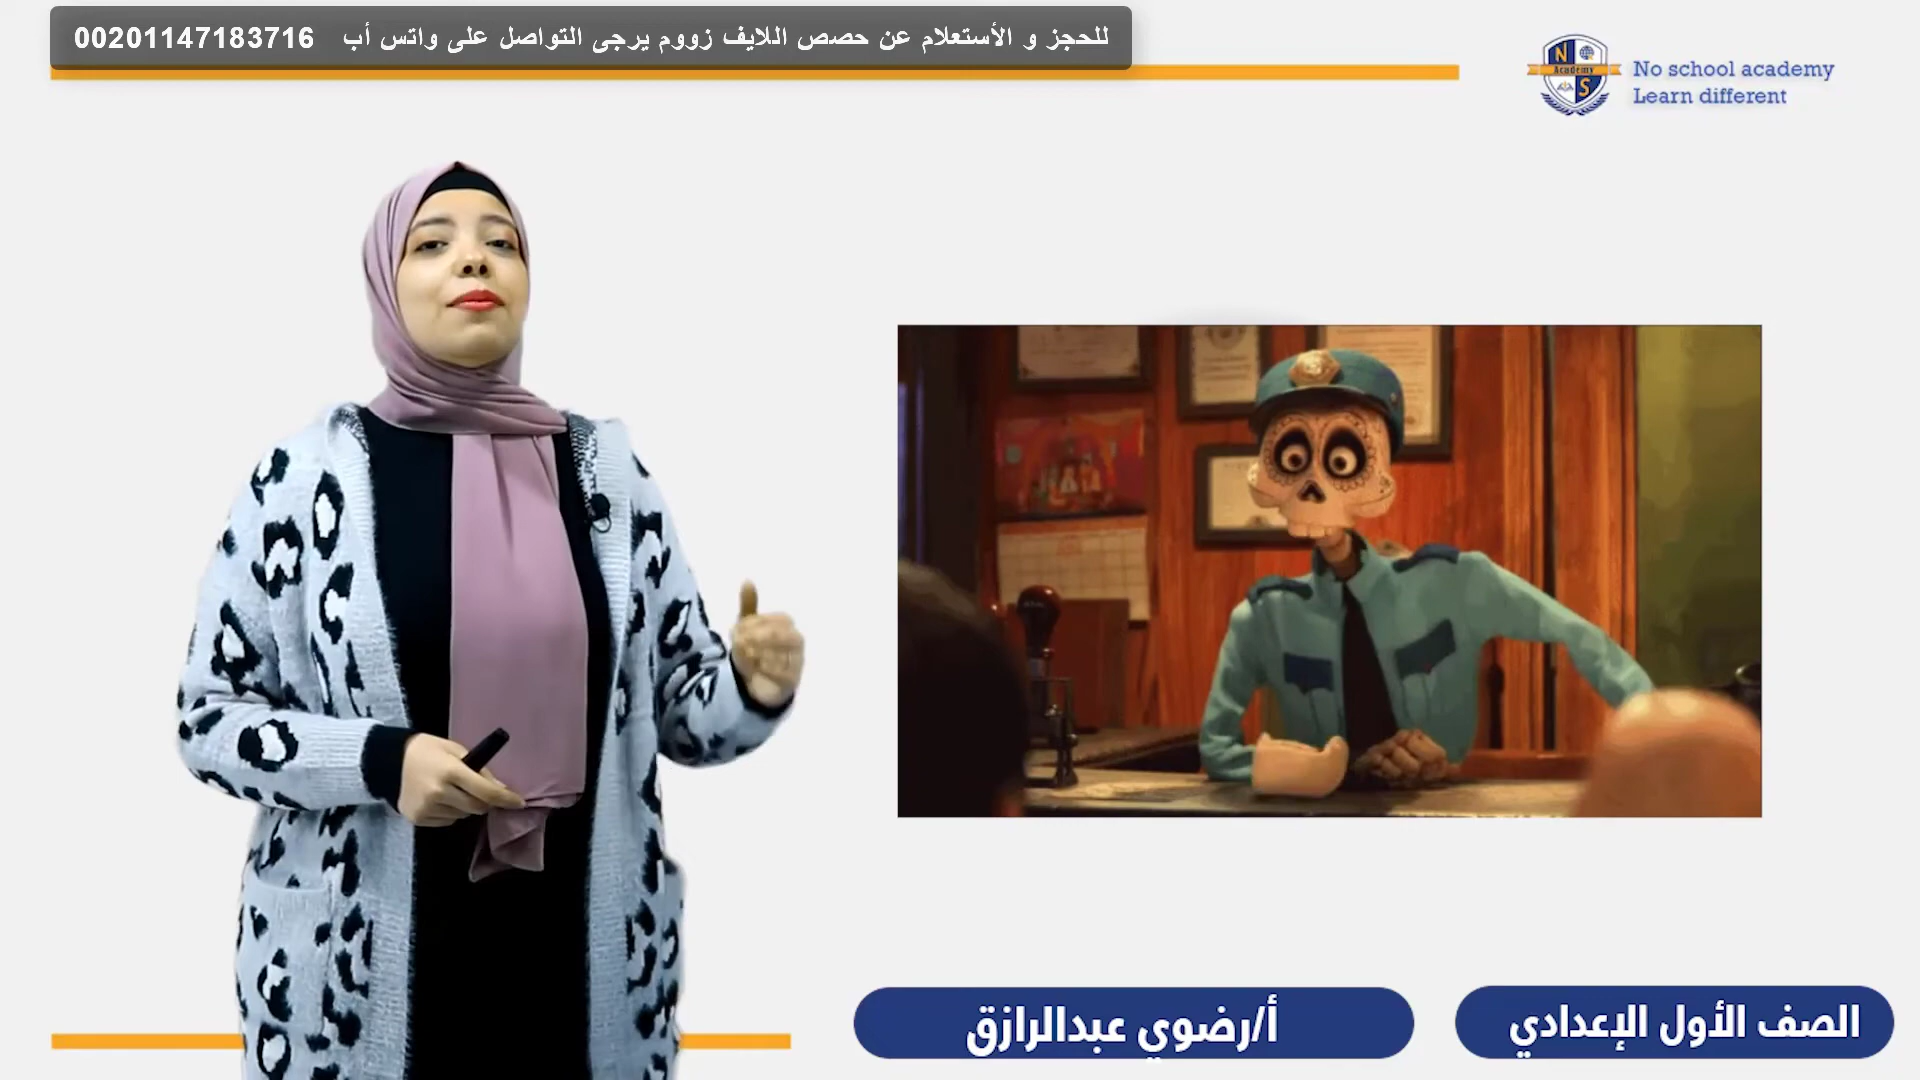 للحجز و الأستعلام عن حصص اللايف زووم يرجى التواصل على واتس أب 00201147183716
N
Academy
S
No school academy
Learn different
الصف الأول الإعدادي
أ/رضوي عبدالرازق